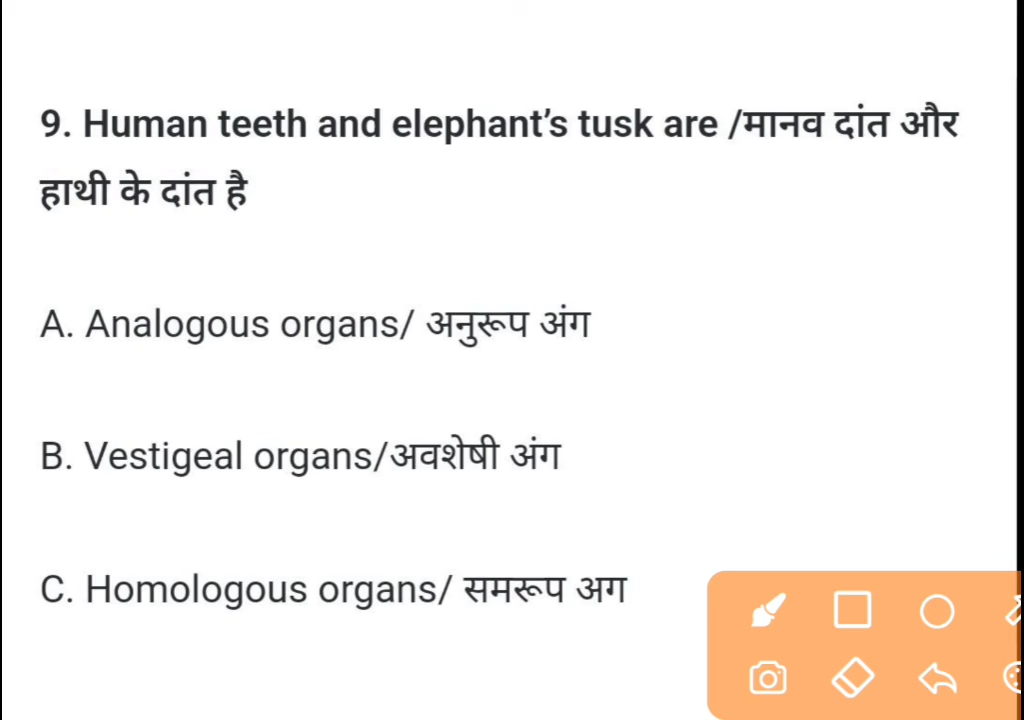 9. Human teeth and elephant’s tusk are /मानव दांत और
हाथी के दांत है
A. Analogous organs/ अनुरूप अंग
B. Vestigeal organs/अवशेषी अंग
C. Homologous organs/ समरूप अग